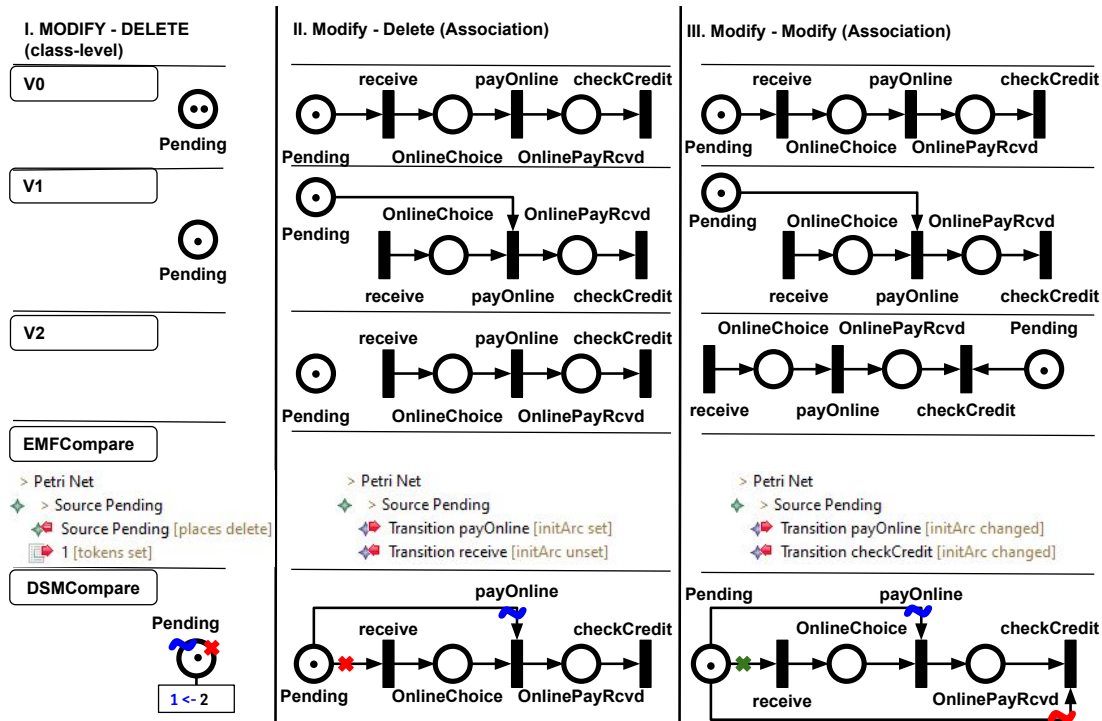 I. MODIFY - DELETE
(class-level)
II. Modify - Delete (Association)
III. Modify - Modify (Association)
V0
Pending
receive payOnline checkCredit
Pending OnlineChoice OnlinePayRcvd
receive payOnline checkCredit
Pending OnlineChoice OnlinePayRcvd
V1
Pending
Pending OnlineChoice OnlinePayRcvd
receive payOnline checkCredit
Pending OnlineChoice OnlinePayRcvd
receive payOnline checkCredit
V2
receive payOnline checkCredit
Pending OnlineChoice OnlinePayRcvd
OnlineChoice OnlinePayRcvd Pending
receive payOnline checkCredit
EMFCompare
> Petri Net
> Source Pending
Source Pending [places delete]
1 [tokens set]
> Petri Net
> Source Pending
Transition payOnline [initArc set]
Transition receive [initArc unset]
> Petri Net
> Source Pending
Transition payOnline [initArc changed]
Transition checkCredit [initArc changed]
DSMCompare
Pending
1 <- 2
payOnline
receive checkCredit
Pending OnlineChoice OnlinePayRcvd
Pending payOnline
OnlineChoice checkCredit
receive OnlinePayRcvd